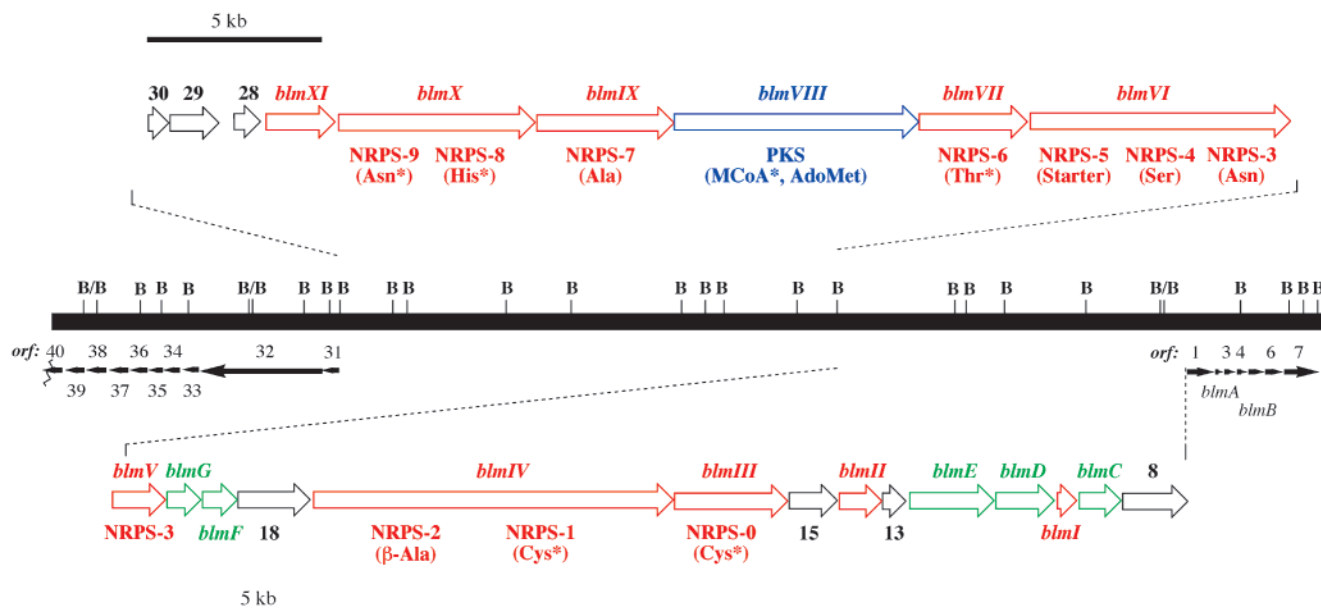 5 kb
30 29 28 blmXI blmX blmIX blmVIII blmVII blmVI
NRPS-9 NRPS-8 NRPS-7 PKS NRPS-6 NRPS-5 NRPS-4 NRPS-3
(Asn*) (His*) (Ala) (MCoA*, AdoMet) (Thr*) (Starter) (Ser) (Asn)
B/B B B B B/B B B B B B B B B B B B B B B B B B B/B B B B B
orf: 40 38 36 34 32 31 orf: 1 3 4 6 7
39 37 35 33 blmA
blmB
blmV blmG blmIV blmIII blmII blmE blmD blmC 8
NRPS-3 blmF 18 NRPS-2 NRPS-1 NRPS-0 15 13 blmI
(β-Ala) (Cys*) (Cys*)
5 kb